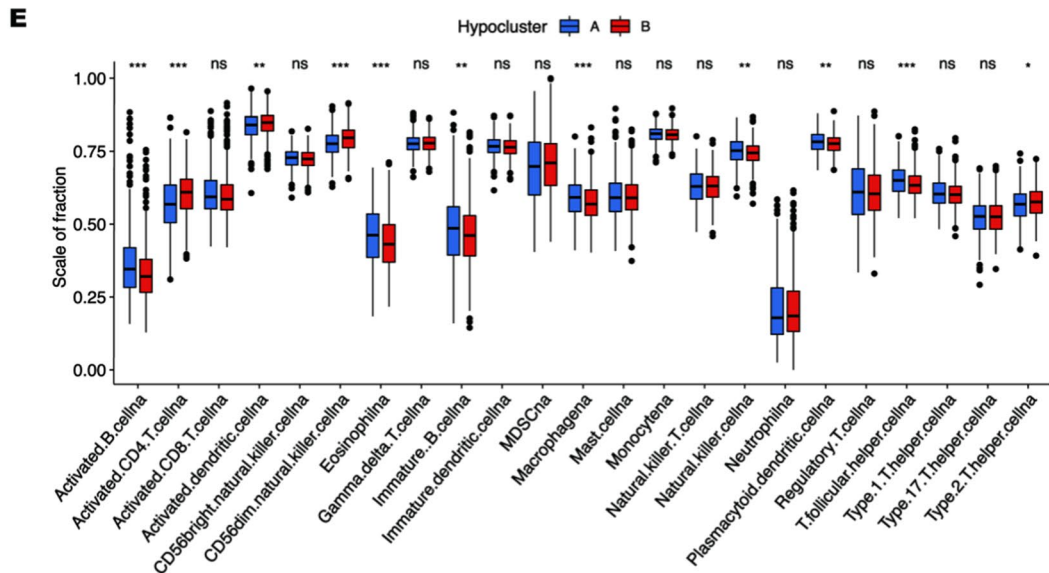 E
Hypocluster A B
*** *** ns ** ns *** *** ns ** ns ns *** ns ns ns ** ns ** ns *** ns ns *
Scale of fraction
1.00
0.75
0.50
0.25
0.00
Activated.B.cellna
Activated.CD4.T.cellna
Activated.CD8.T.cellna
Activated.dendritic.cellna
CD56bright.natural.killer.cellna
CD56dim.natural.killer.cellna
Eosinophilna
Gamma.delta.T.cellna
Immature..B.cellna
Immature.dendritic.cellna
MDSCna
Macrophagena
Mast.cellna
Monocytena
Natural.killer.T.cellna
Natural.killer.cellna
Neutrophilna
Plasmacytoid.dendritic.cellna
Regulatory.T.cellna
T.follicular.helper.cellna
Type.1.T.helper.cellna
Type.17.T.helper.cellna
Type.2.T.helper.cellna